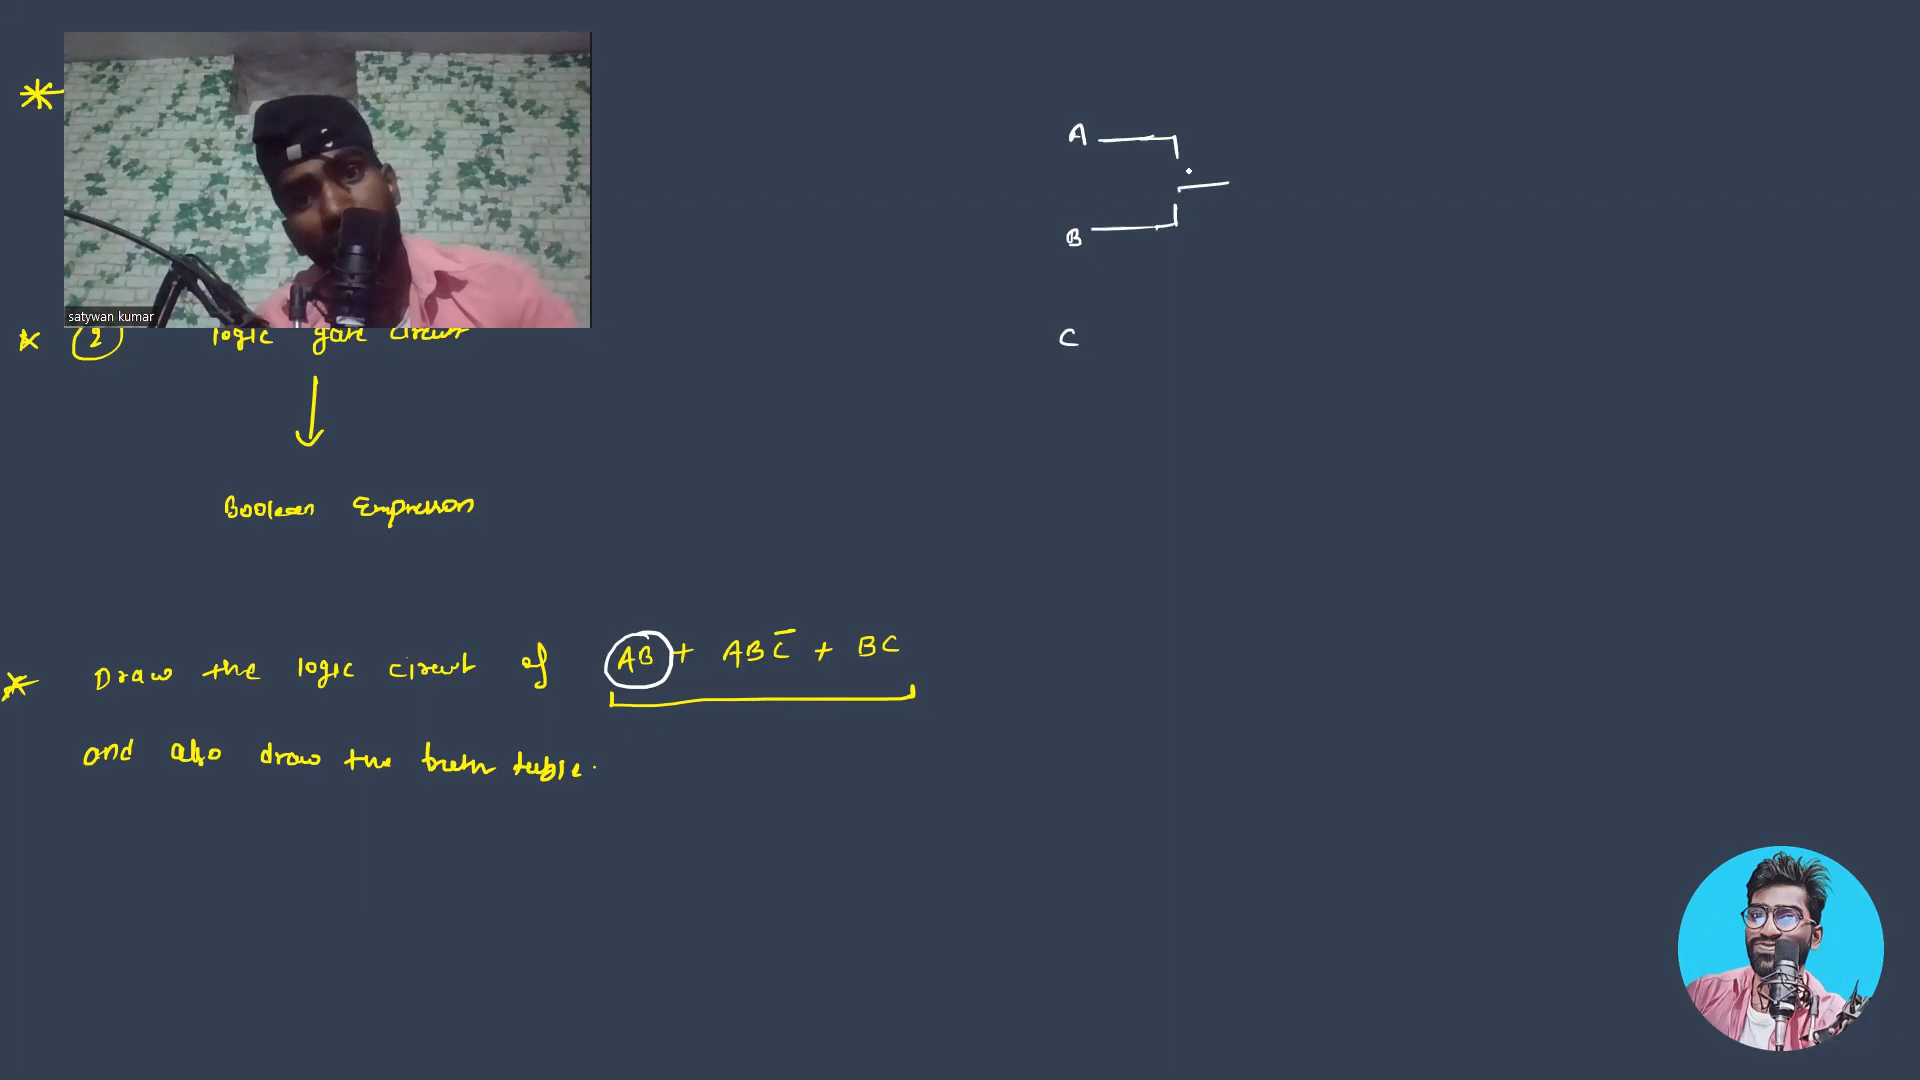 satywan kumar
* 2 logic gate circuit
Boolean Expression
* Draw the logic circuit of AB + ABC̅ + BC
and also draw the truth table.
A
B
C